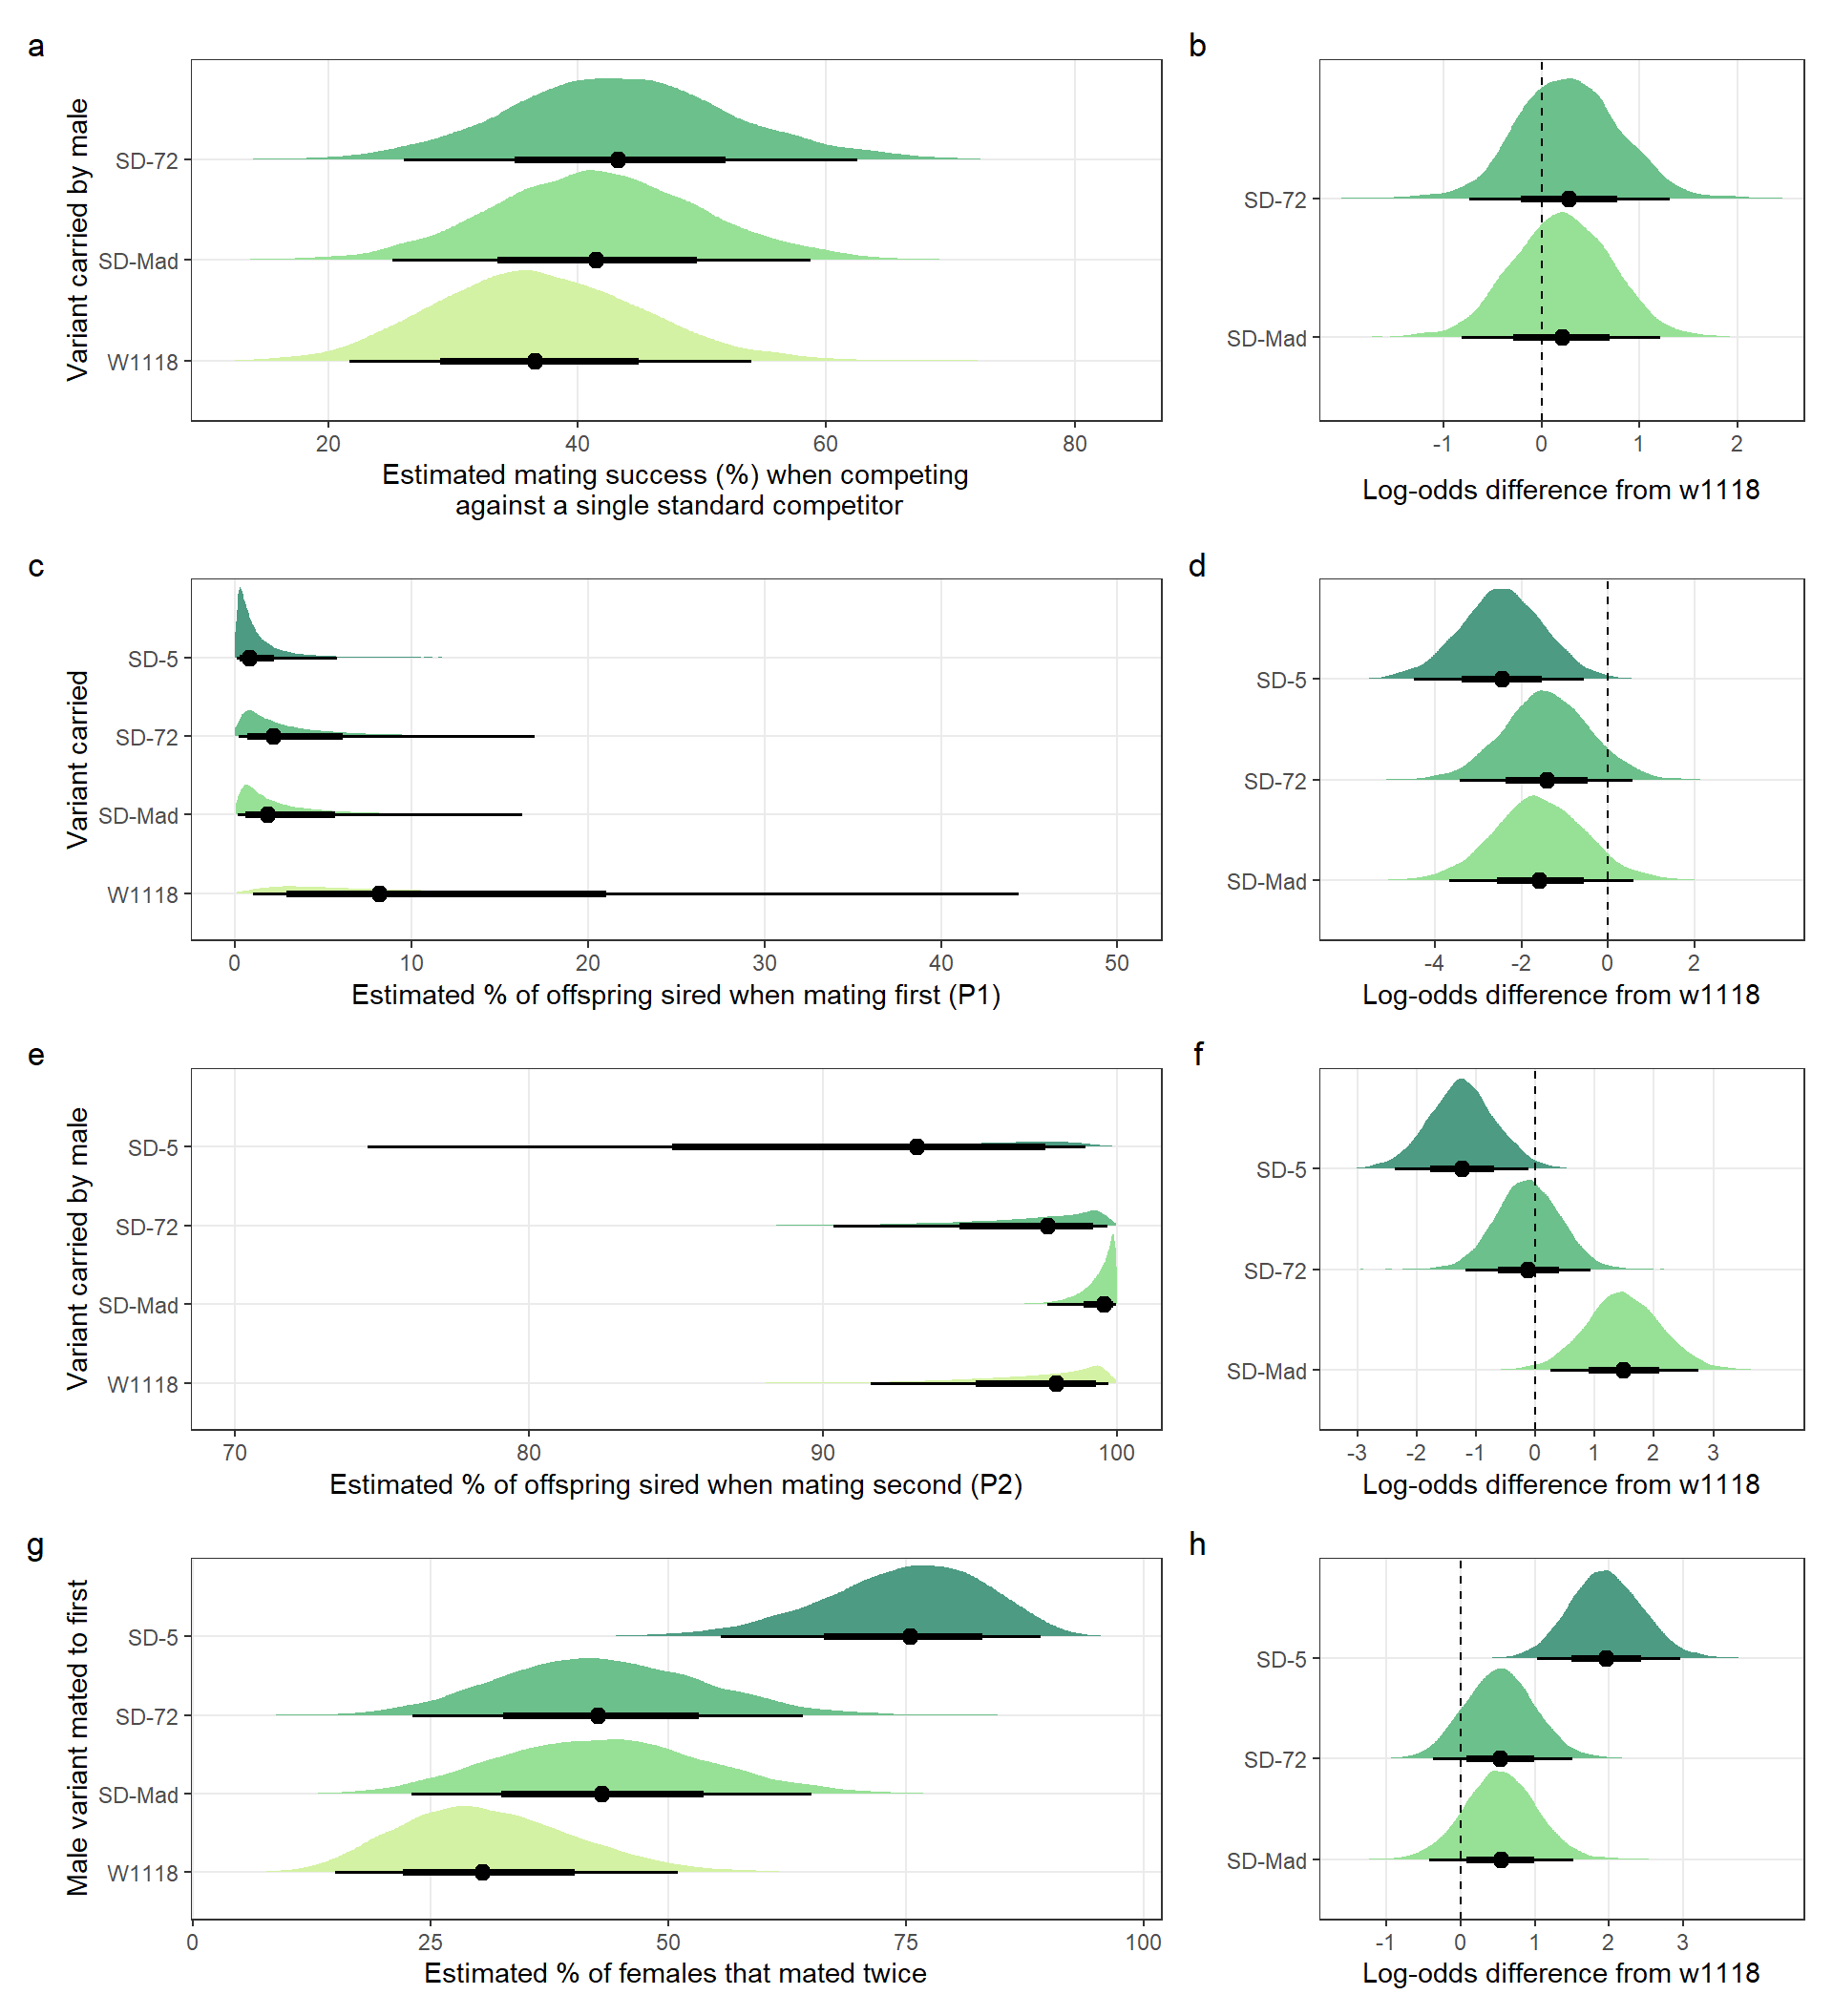 a
Variant carried by male
SD-72
SD-Mad
W1118
20 40 60 80
Estimated mating success (%) when competing
against a single standard competitor
b
SD-72
SD-Mad
-1 0 1 2
Log-odds difference from w1118
c
Variant carried
SD-5
SD-72
SD-Mad
W1118
0 10 20 30 40 50
Estimated % of offspring sired when mating first (P1)
d
SD-5
SD-72
SD-Mad
-4 -2 0 2
Log-odds difference from w1118
e
Variant carried by male
SD-5
SD-72
SD-Mad
W1118
70 80 90 100
Estimated % of offspring sired when mating second (P2)
f
SD-5
SD-72
SD-Mad
-3 -2 -1 0 1 2 3
Log-odds difference from w1118
g
Male variant mated to first
SD-5
SD-72
SD-Mad
W1118
0 25 50 75 100
Estimated % of females that mated twice
h
SD-5
SD-72
SD-Mad
-1 0 1 2 3
Log-odds difference from w1118